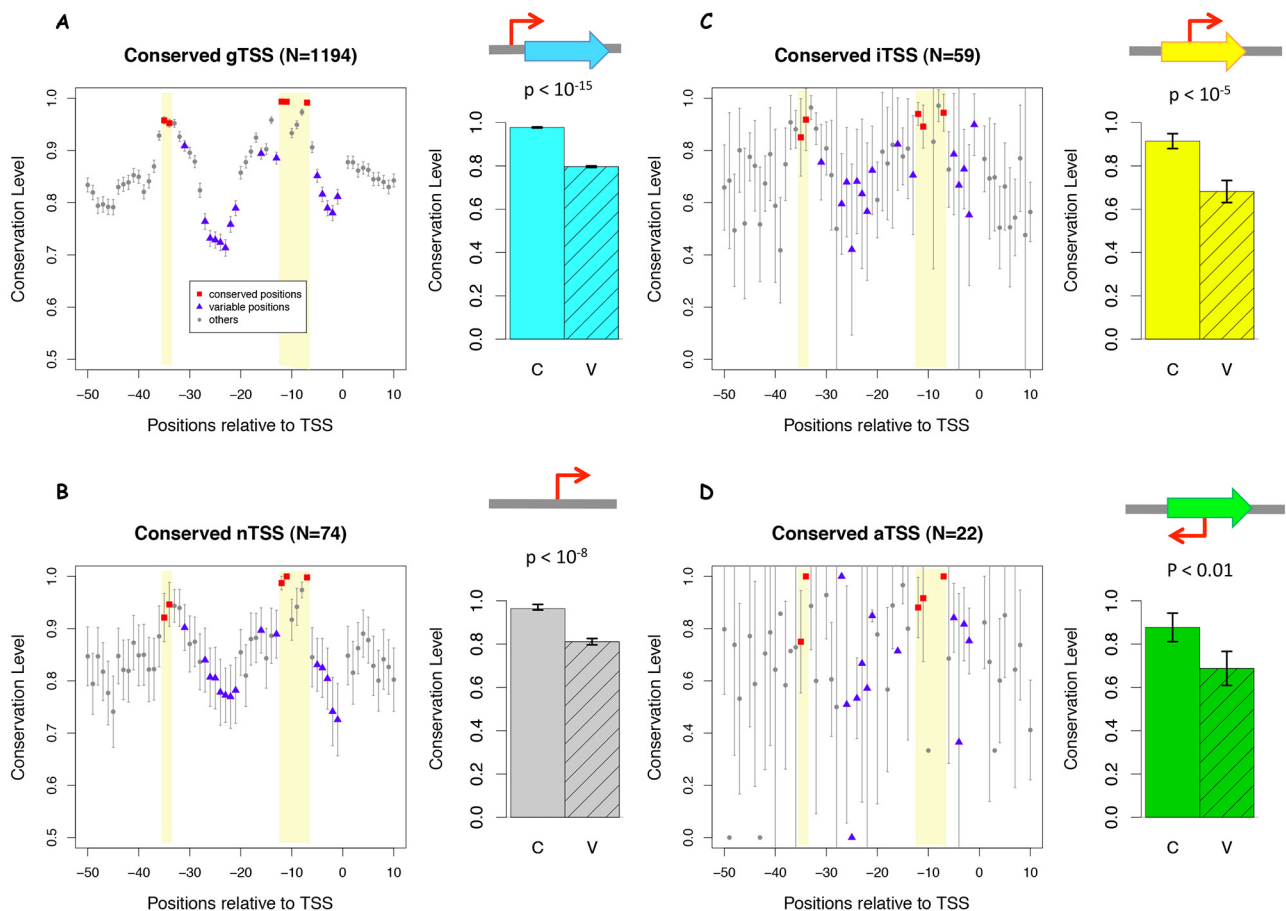 A
Conserved gTSS (N=1194)
Conservation Level
1.0
0.9
0.8
0.7
0.6
0.5
conserved positions
variable positions
others
−50 −40 −30 −20 −10 0 10
Positions relative to TSS
p < 10-15
Conservation Level
1.0
0.8
0.6
0.4
0.2
0.0
C V
C
Conserved iTSS (N=59)
Conservation Level
1.0
0.8
0.6
0.4
0.2
0.0
−50 −40 −30 −20 −10 0 10
Positions relative to TSS
p < 10-5
Conservation Level
1.0
0.8
0.6
0.4
0.2
0.0
C V
B
Conserved nTSS (N=74)
Conservation Level
1.0
0.9
0.8
0.7
0.6
0.5
−50 −40 −30 −20 −10 0 10
Positions relative to TSS
p < 10-8
Conservation Level
1.0
0.8
0.6
0.4
0.2
0.0
C V
D
Conserved aTSS (N=22)
Conservation Level
1.0
0.8
0.6
0.4
0.2
0.0
−50 −40 −30 −20 −10 0 10
Positions relative to TSS
P < 0.01
Conservation Level
1.0
0.8
0.6
0.4
0.2
0.0
C V